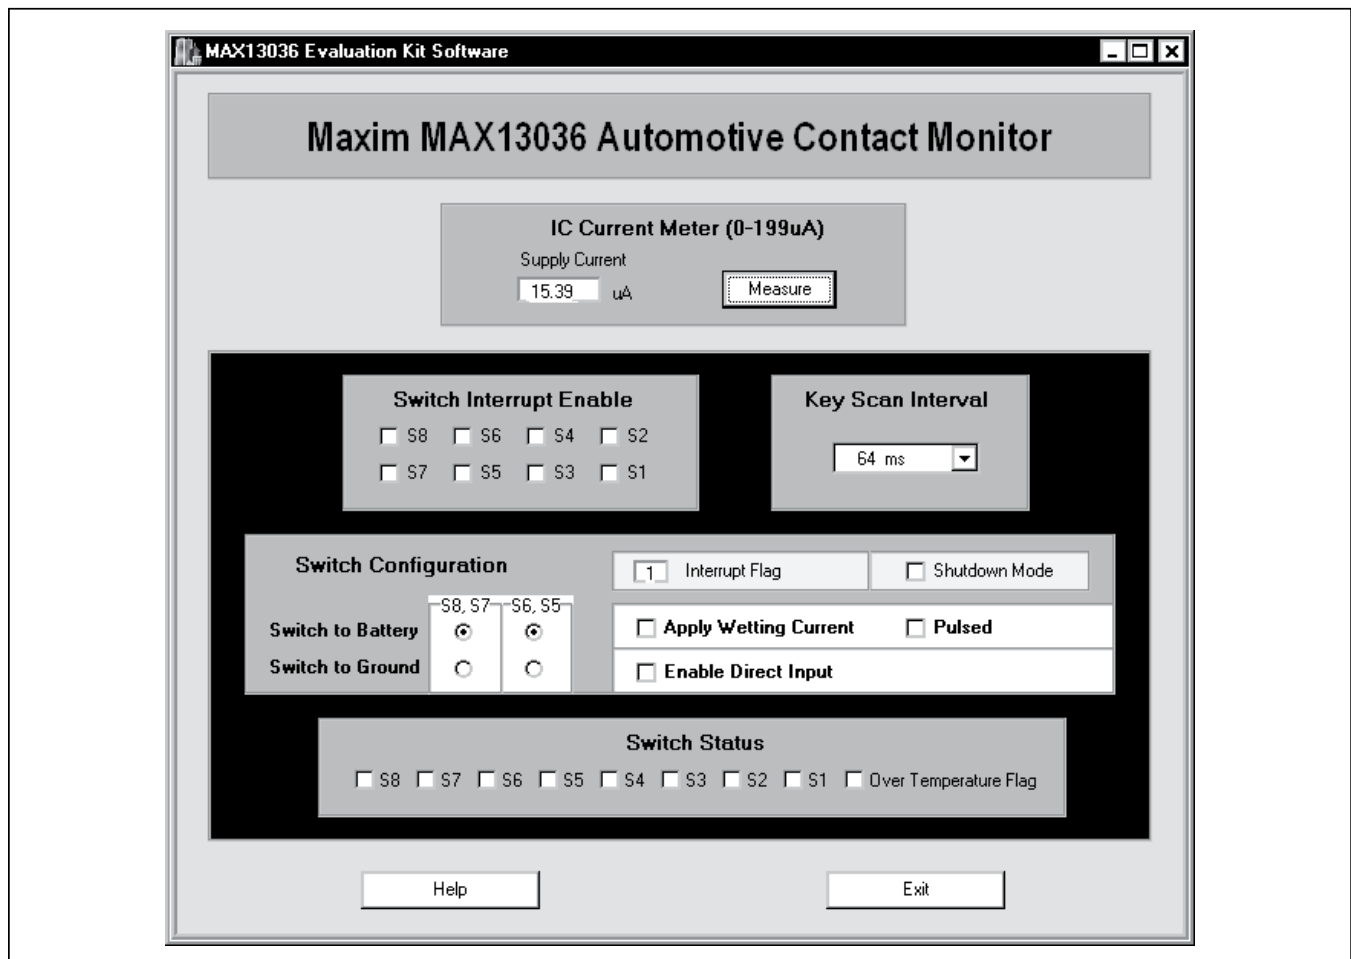 MAX13036 Evaluation Kit Software
Maxim MAX13036 Automotive Contact Monitor
IC Current Meter (0-199uA)
Supply Current
15.39 uA Measure
Switch Interrupt Enable
S8 S6 S4 S2
S7 S5 S3 S1
Key Scan Interval
64 ms
Switch Configuration
S8, S7 S6, S5
Switch to Battery
Switch to Ground
1 Interrupt Flag Shutdown Mode
Apply Wetting Current Pulsed
Enable Direct Input
Switch Status
S8 S7 S6 S5 S4 S3 S2 S1 Over Temperature Flag
Help Exit